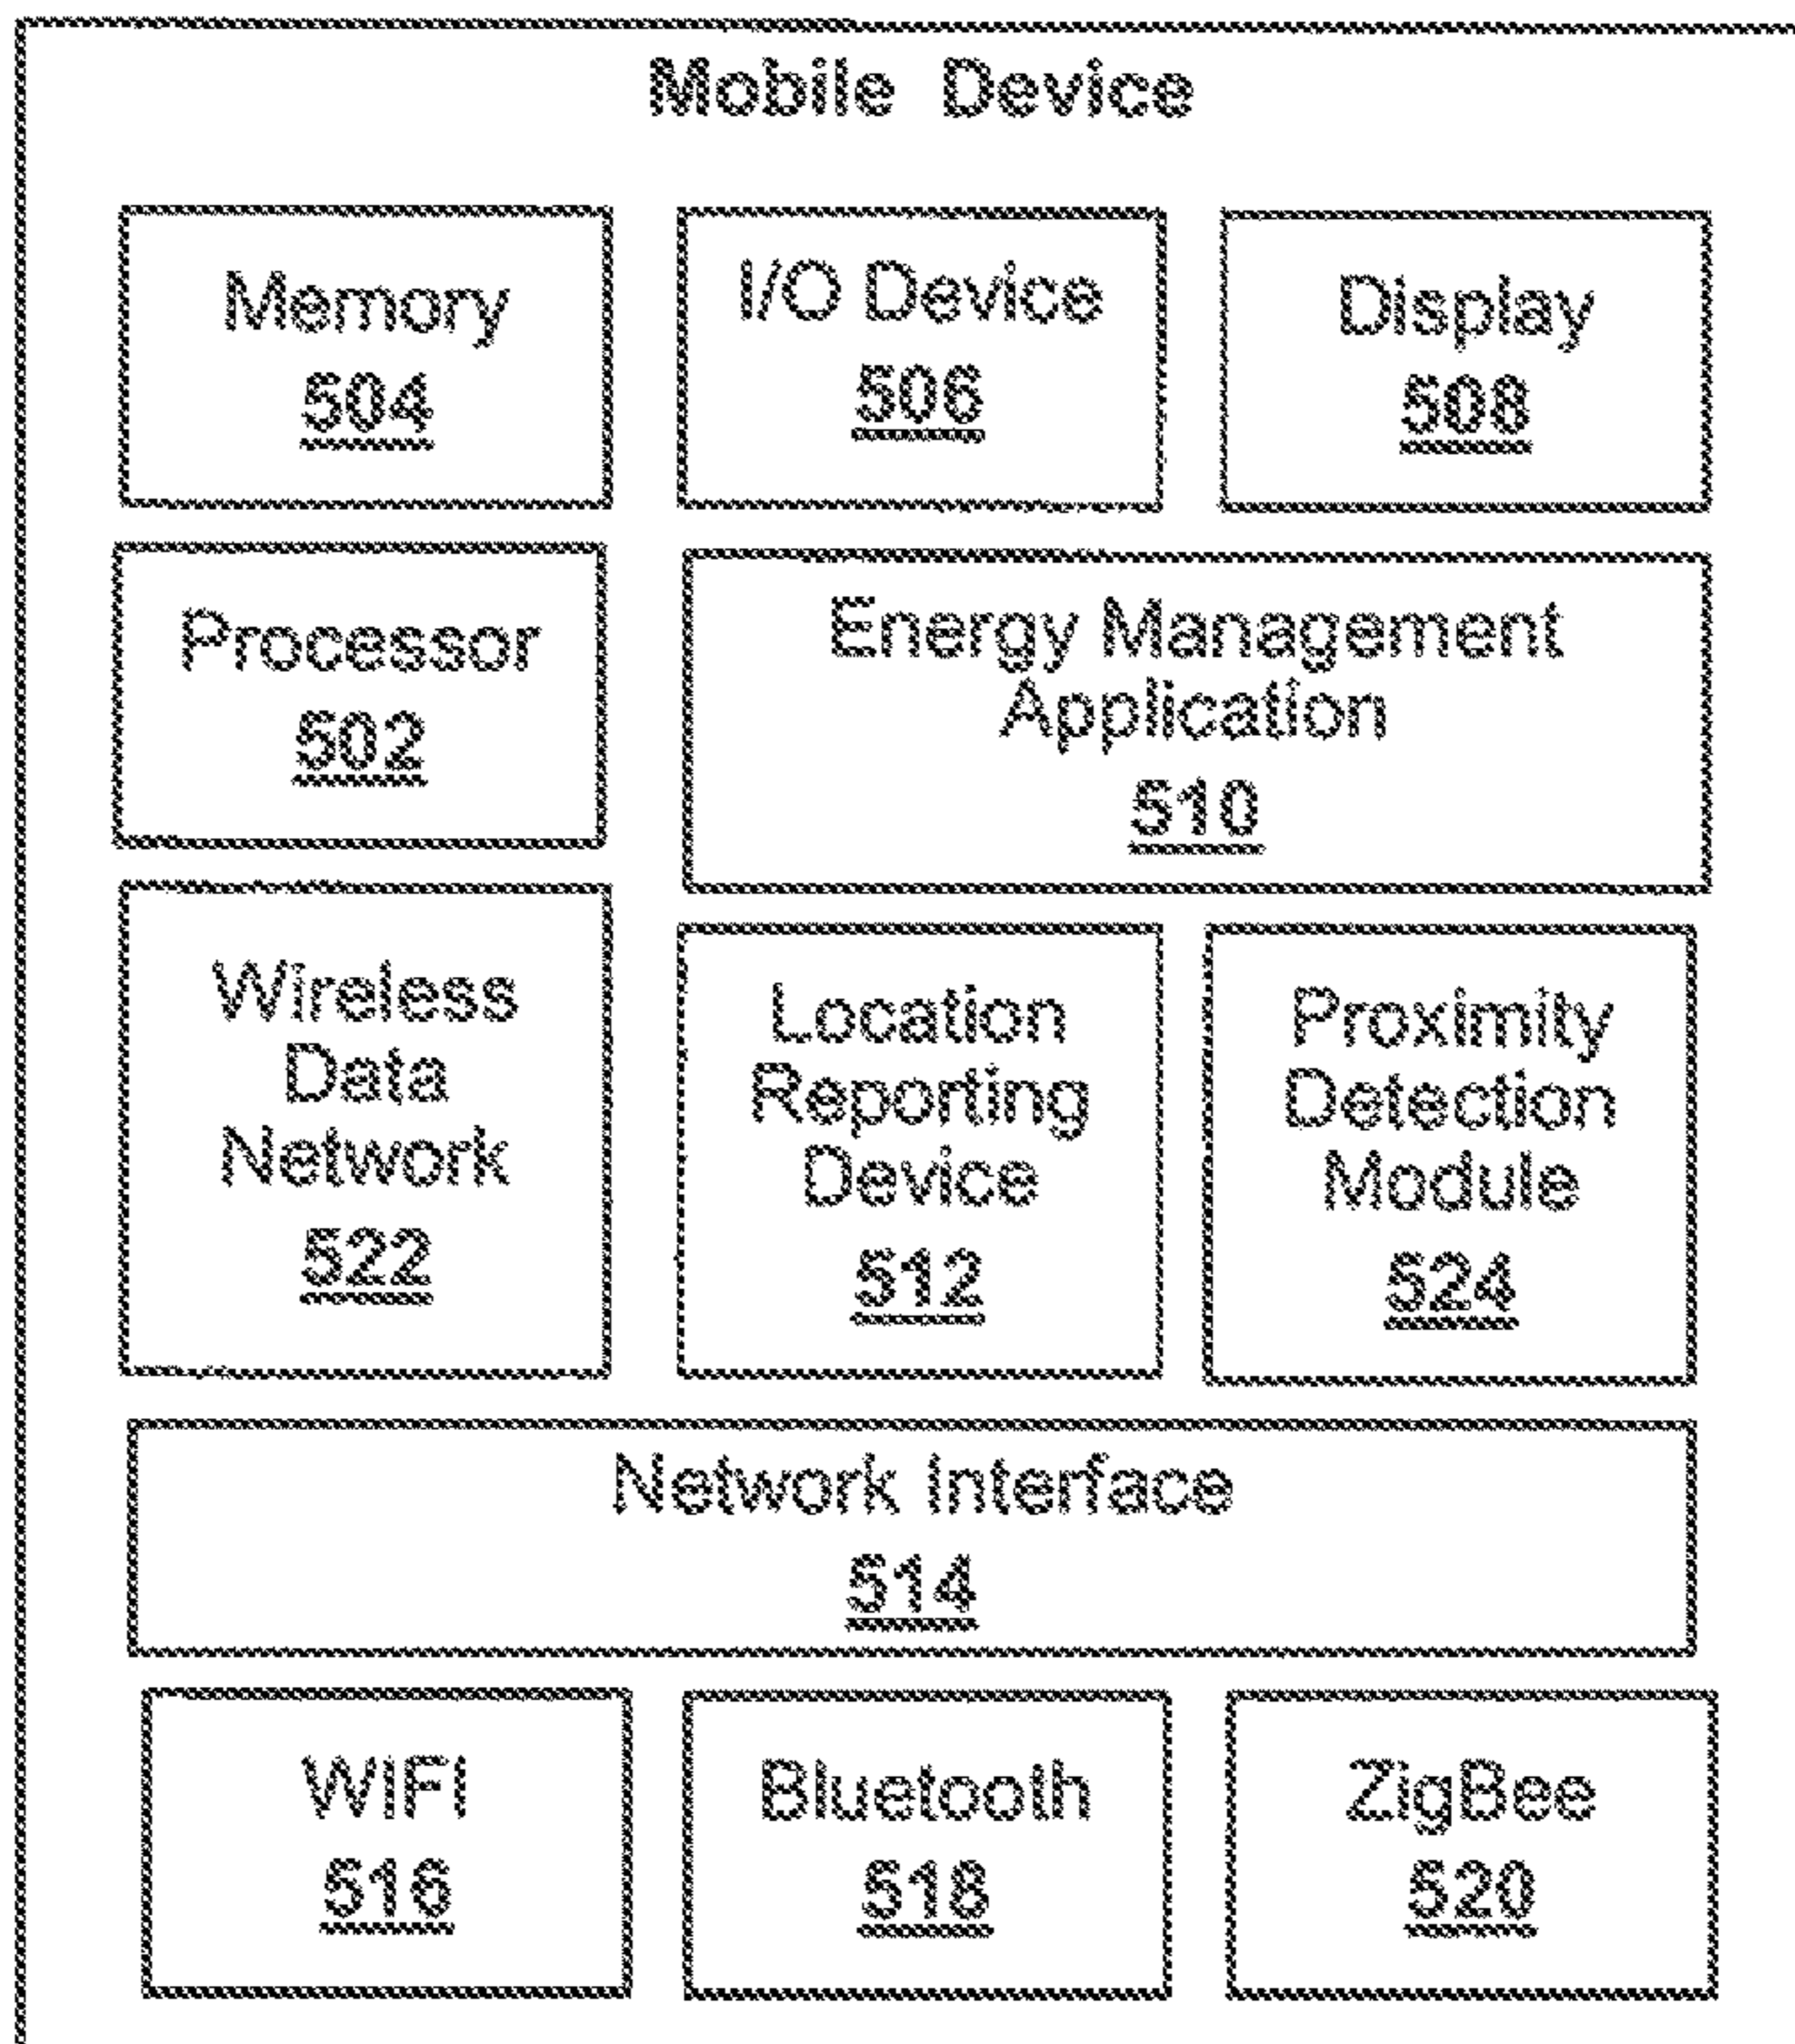 Mobile Device
Memory
504
I/O Device
506
Display
508
Processor
502
Energy Management
Application
510
Wireless
Data
Network
522
Location
Reporting
Device
512
Proximity
Detection
Module
524
Network Interface
514
WIFI
516
Bluetooth
518
ZigBee
520